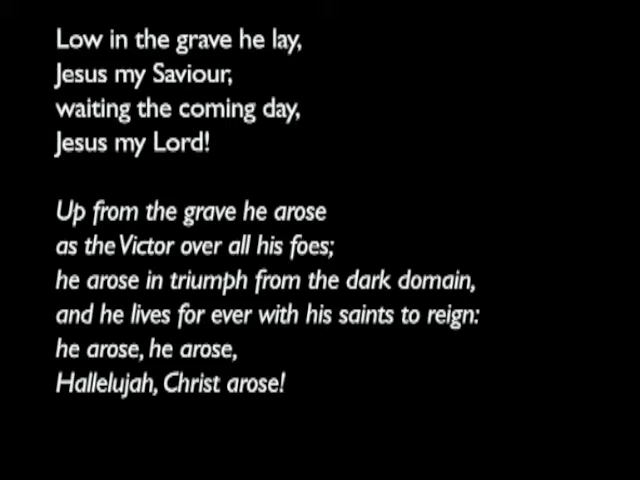 Low in the grave he lay,
Jesus my Saviour,
waiting the coming day,
Jesus my Lord!
Up from the grave he arose
as the Victor over all his foes;
he arose in triumph from the dark domain,
and he lives for ever with his saints to reign:
he arose, he arose,
Hallelujah, Christ arose!